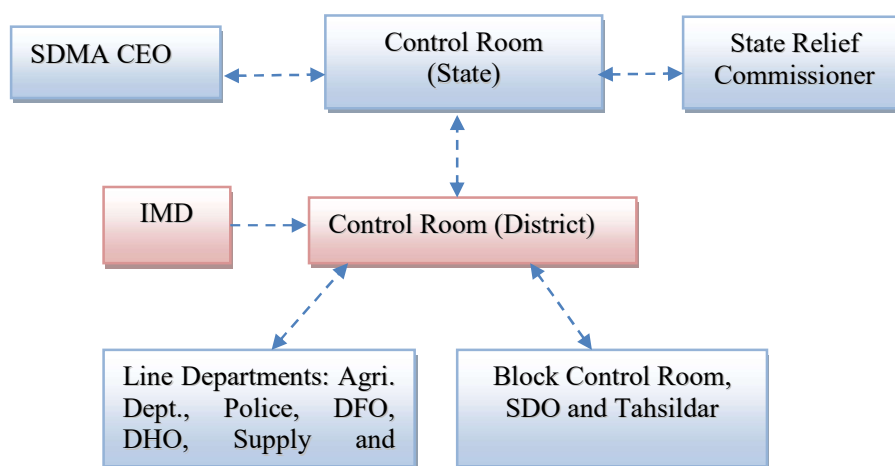 SDMA CEO
Control Room
(State)
State Relief
Commissioner
IMD
Control Room (District)
Line Departments: Agri.
Dept., Police, DFO,
DHO, Supply and
Block Control Room,
SDO and Tahsildar